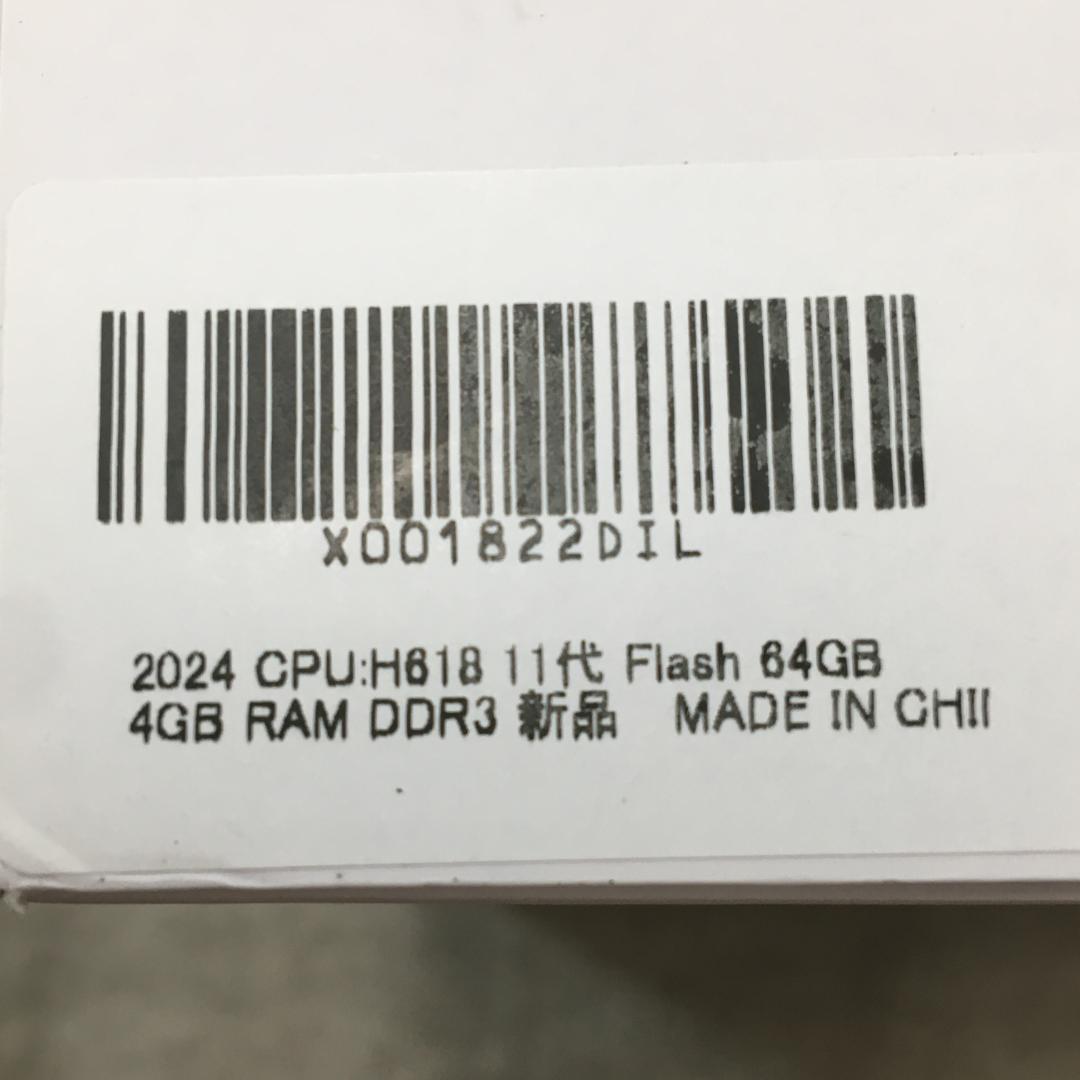 X001822DIL
2024 CPU:H618 11代 Flash 64GB
4GB RAM DDR3 新品 MADE IN CHII